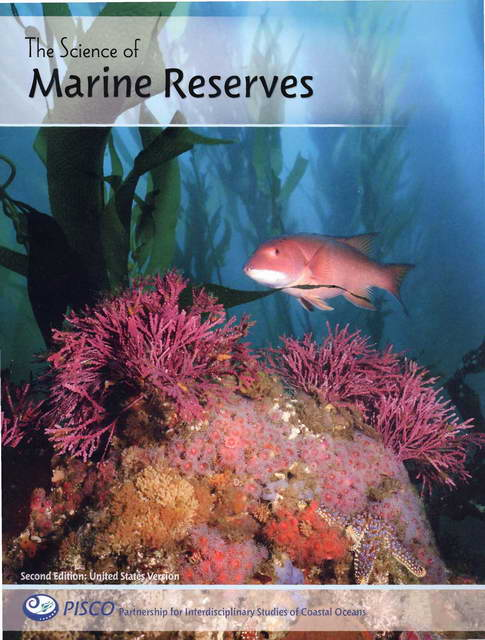 The Science of
Marine Reserves
Second Edition: United States Version
PISCO Partnership for Interdisciplinary Studies of Coastal Oceans